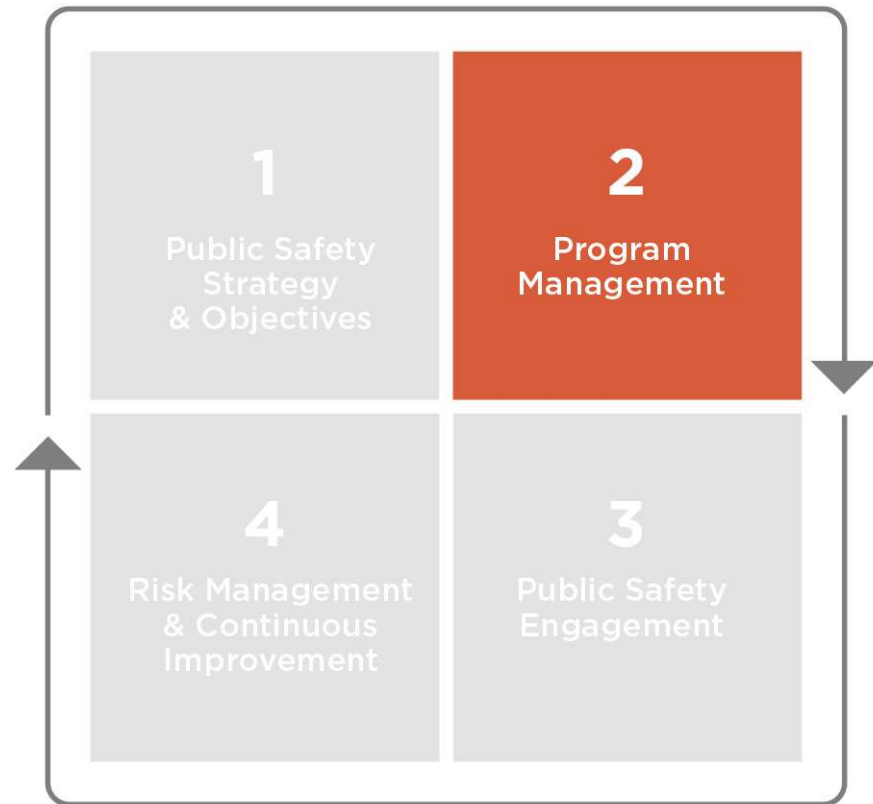 1
Public Safety
Strategy
& Objectives
2
Program
Management
4
Risk Management
& Continuous
Improvement
3
Public Safety
Engagement